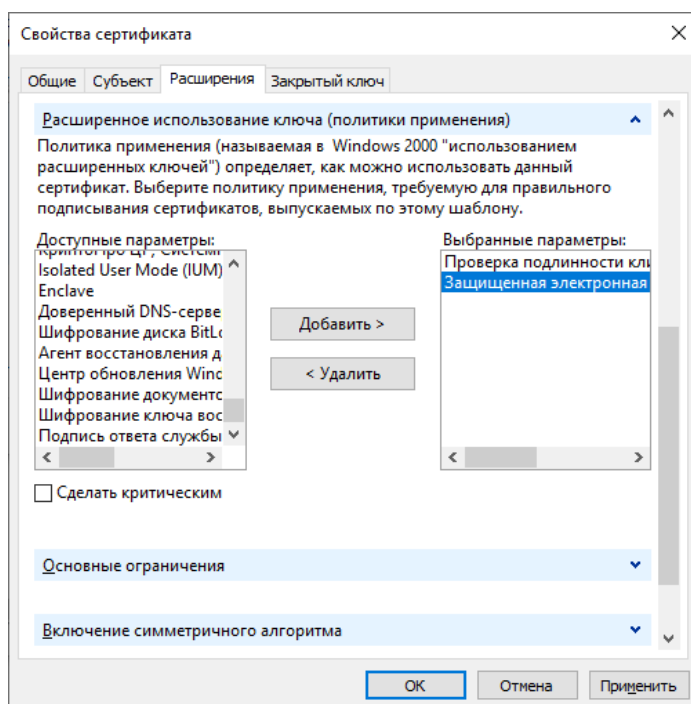 Свойства сертификата
Общие Субъект Расширения Закрытый ключ
Расширенное использование ключа (политики применения)
Политика применения (называемая в Windows 2000 "использованием
расширенных ключей") определяет, как можно использовать данный
сертификат. Выберите политику применения, требуемую для правильного
подписывания сертификатов, выпускаемых по этому шаблону.
Доступные параметры:
Isolated User Mode (IUM)
Enclave
Доверенный DNS-серве
Шифрование диска BitLo
Агент восстановления д
Центр обновления Wind
Шифрование документо
Шифрование ключа вос
Подпись ответа службы
Добавить >
< Удалить
Выбранные параметры:
Проверка подлинности кли
Защищенная электронная
Сделать критическим
Основные ограничения
Включение симметричного алгоритма
ОК Отмена Применить